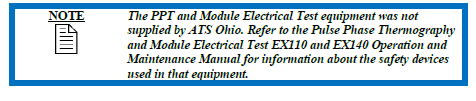 NOTE
The PPT and Module Electrical Test equipment was not
supplied by ATS Ohio. Refer to the Pulse Phase Thermography
and Module Electrical Test EX110 and EX140 Operation and
Maintenance Manual for information about the safety devices
used in that equipment.